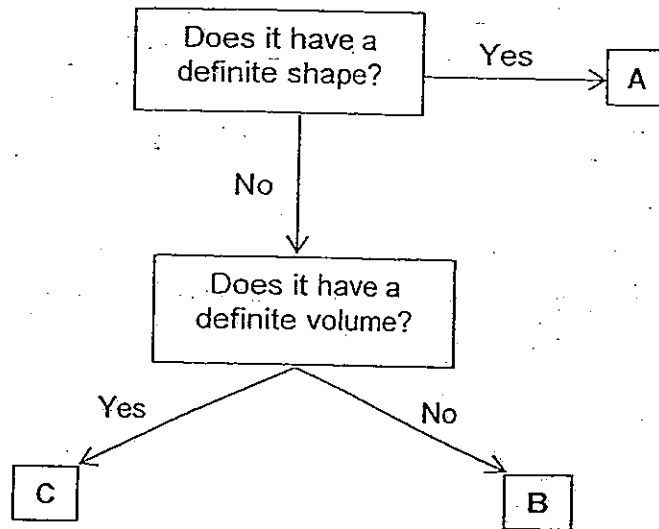 Does it have a
definite shape?
Yes
A
No
Does it have a
definite volume?
Yes
No
C
B